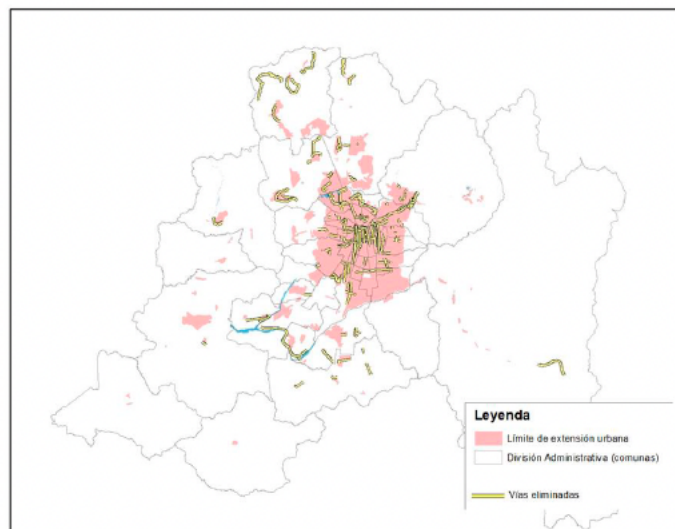 Leyenda
Límite de extensión urbana
División Administrativa (comunas)
Vías eliminadas